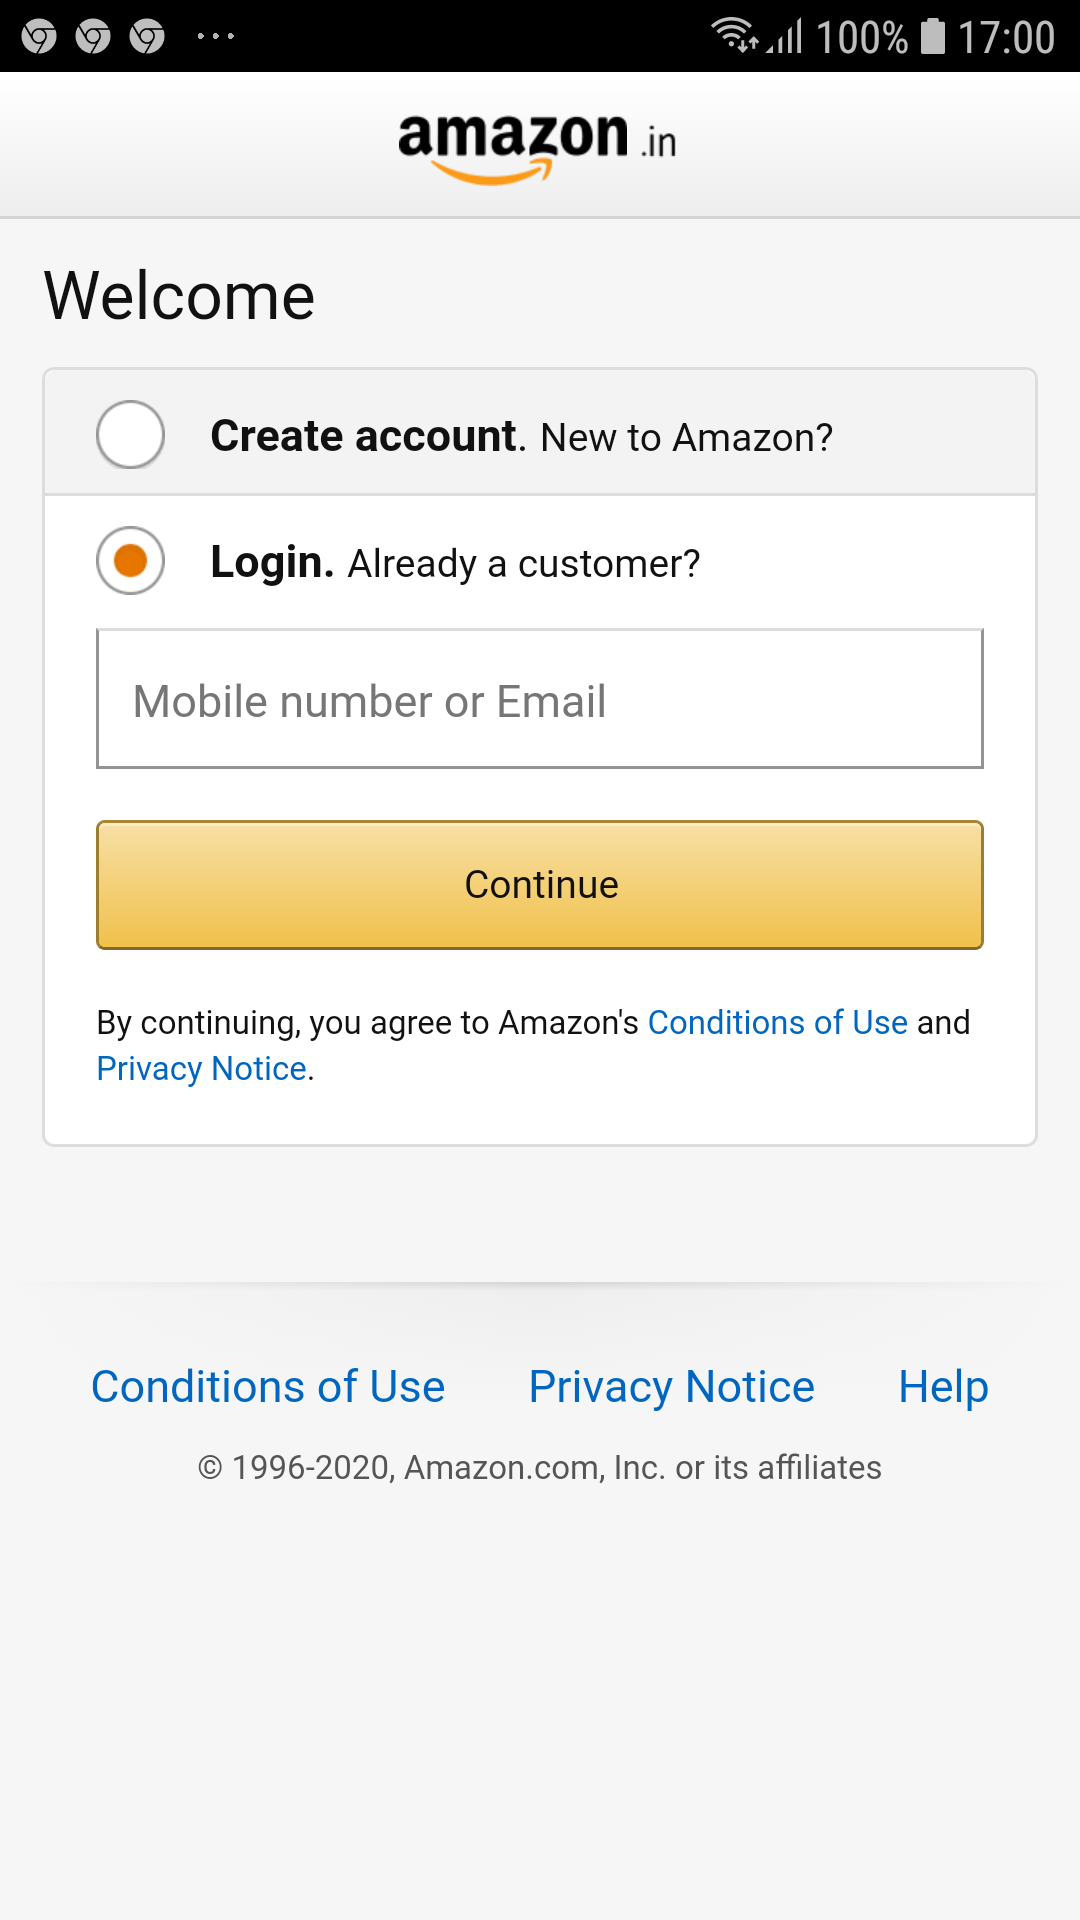 100% 17:00
amazon .in
Welcome
Create account. New to Amazon?
Login. Already a customer?
Mobile number or Email
Continue
By continuing, you agree to Amazon's Conditions of Use and
Privacy Notice.
Conditions of Use Privacy Notice Help
© 1996-2020, Amazon.com, Inc. or its affiliates